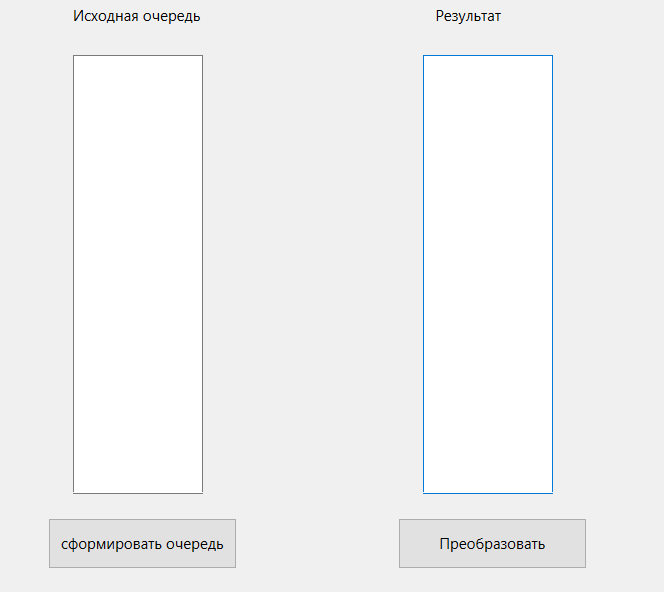 Исходная очередь
Результат
сформировать очередь
Преобразовать